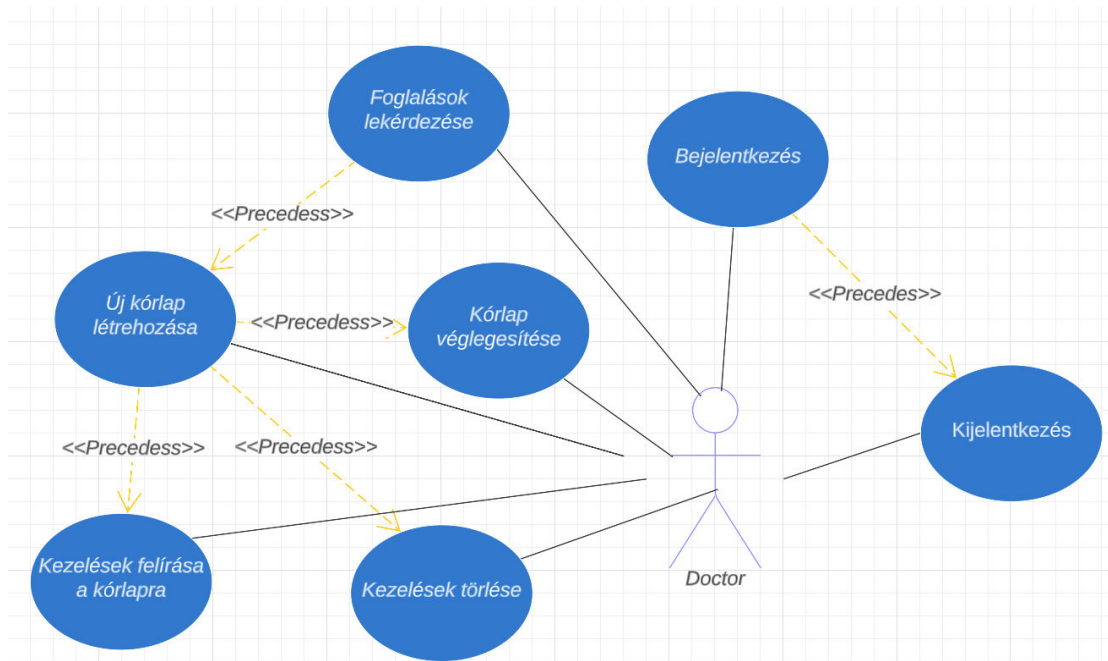 Foglalások
lekérdezése
Bejelentkezés
<<Precedess>>
Új kórlap
létrehozása
<<Precedess>>
Kórlap
véglegesítése
<<Precedes>>
Kijelentkezés
<<Precedess>>
<<Precedess>>
Kezelések felírása
a kórlapra
Kezelések törlése
Doctor